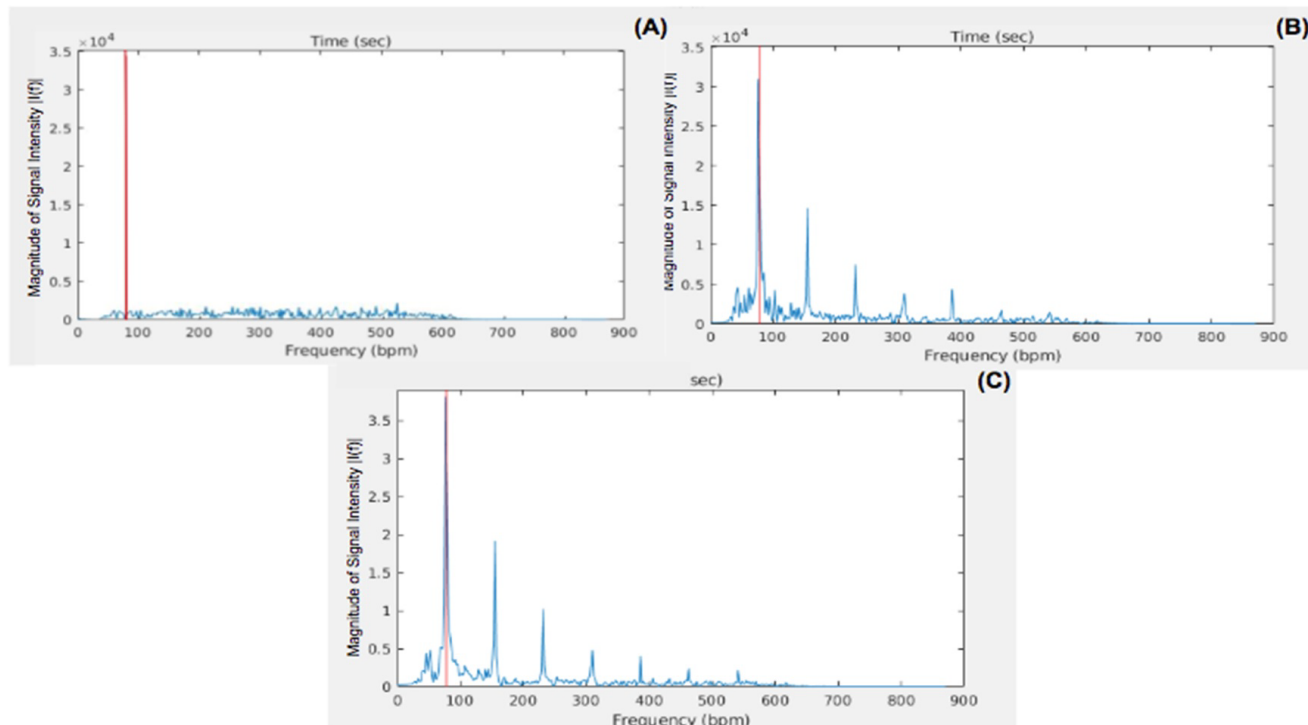 (A)
Time (sec)
×10⁴
Magnitude of Signal Intensity |I(f)|
3.5
3
2.5
2
1.5
1
0.5
0
0 100 200 300 400 500 600 700 800 900
Frequency (bpm)
(B)
Time (sec)
×10⁴
Magnitude of Signal Intensity |I(f)|
3.5
3
2.5
2
1.5
1
0.5
0
0 100 200 300 400 500 600 700 800 900
Frequency (bpm)
(C)
sec)
Magnitude of Signal Intensity |I(f)|
3.5
3
2.5
2
1.5
1
0.5
0
0 100 200 300 400 500 600 700 800 900
Frequency (bpm)